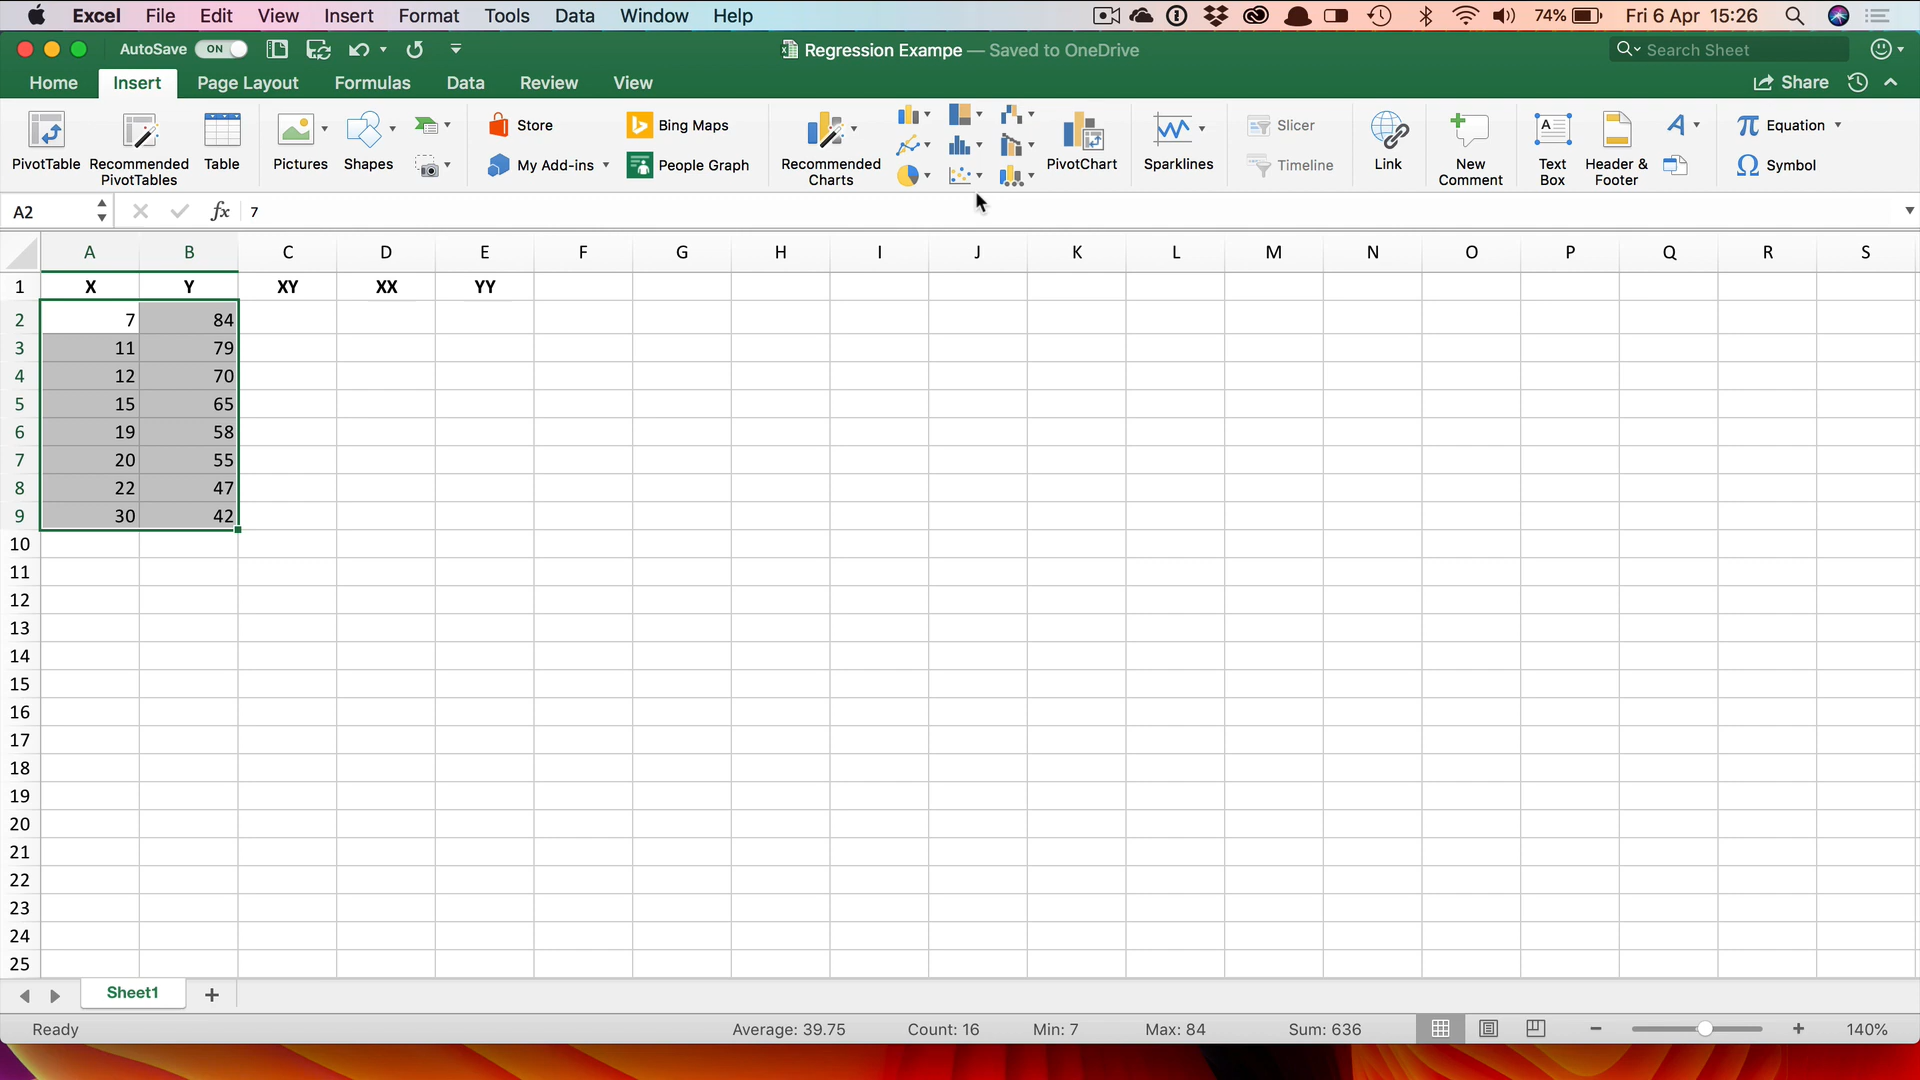 Excel File Edit View Insert Format Tools Data Window Help 74% Fri 6 Apr 15:26
AutoSave ON Regression Exampe — Saved to OneDrive Search Sheet
Home Insert Page Layout Formulas Data Review View Share
PivotTable
Recommended
PivotTables
Table
Pictures
Shapes
Store
My Add-ins
Bing Maps
People Graph
Recommended
Charts
PivotChart
Sparklines
Slicer
Timeline
Link
New
Comment
Text
Box
Header &
Footer
Equation
Symbol
A2 fx 7
A B C D E F G H I J K L M N O P Q R S
1 X Y XY XX YY
2 7 84
3 11 79
4 12 70
5 15 65
6 19 58
7 20 55
8 22 47
9 30 42
10
11
12
13
14
15
16
17
18
19
20
21
22
23
24
25
Sheet1
Ready Average: 39.75 Count: 16 Min: 7 Max: 84 Sum: 636 140%